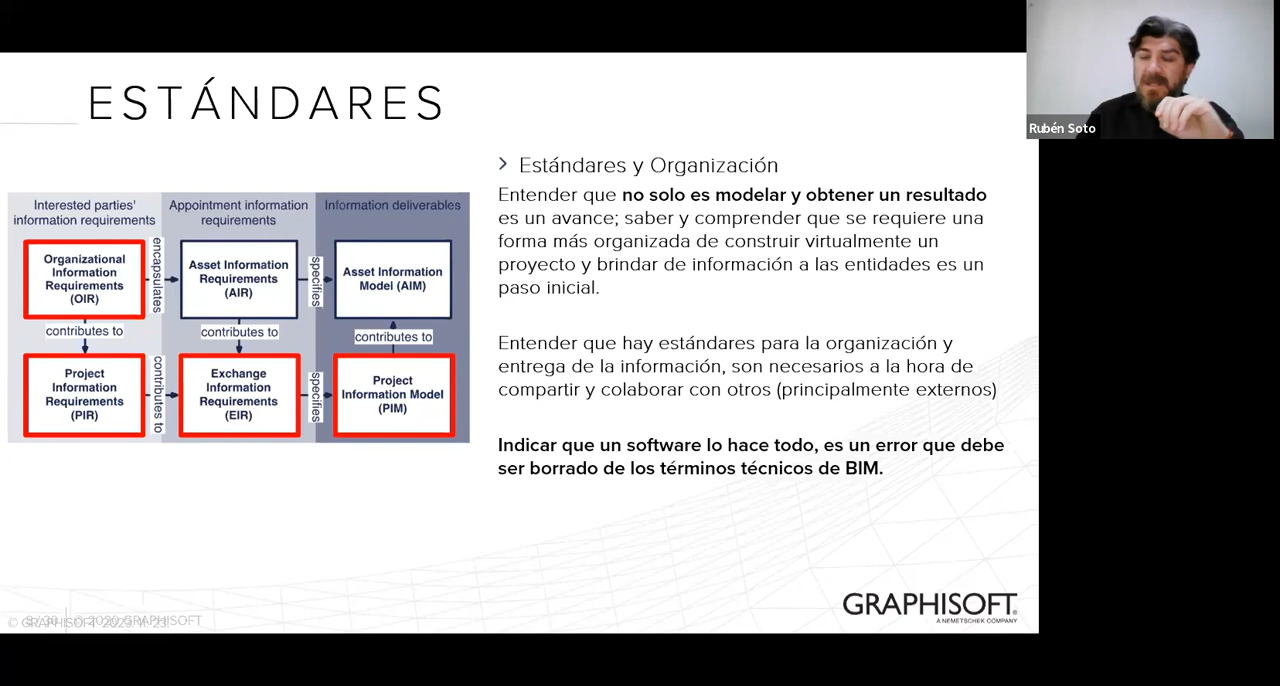 ESTÁNDARES
Rubén Soto
Interested parties'
information requirements
Appointment information
requirements
Information deliverables
Organizational
Information
Requirements
(OIR)
encapsulates
Asset Information
Requirements
(AIR)
specifies
Asset Information
Model (AIM)
contributes to
contributes to
contributes to
Project
Information
Requirements
(PIR)
contributes to
Exchange
Information
Requirements
(EIR)
specifies
Project
Information Model
(PIM)
Estándares y Organización
Entender que no solo es modelar y obtener un resultado
es un avance; saber y comprender que se requiere una
forma más organizada de construir virtualmente un
proyecto y brindar de información a las entidades es un
paso inicial.
Entender que hay estándares para la organización y
entrega de la información, son necesarios a la hora de
compartir y colaborar con otros (principalmente externos)
Indicar que un software lo hace todo, es un error que debe
ser borrado de los términos técnicos de BIM.
GRAPHISOFT
A NEMETSCHEK COMPANY
© 2020 GRAPHISOFT